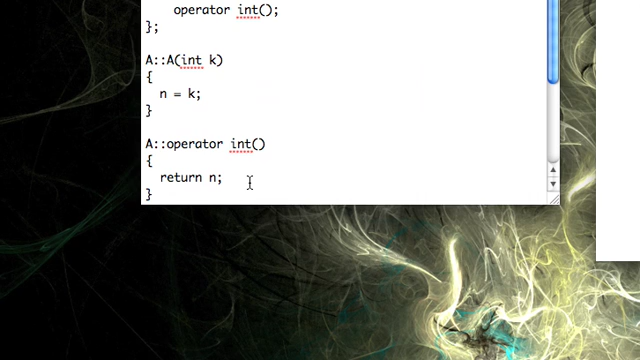 operator int();
};
A::A(int k)
{
n = k;
}
A::operator int()
{
return n;
}